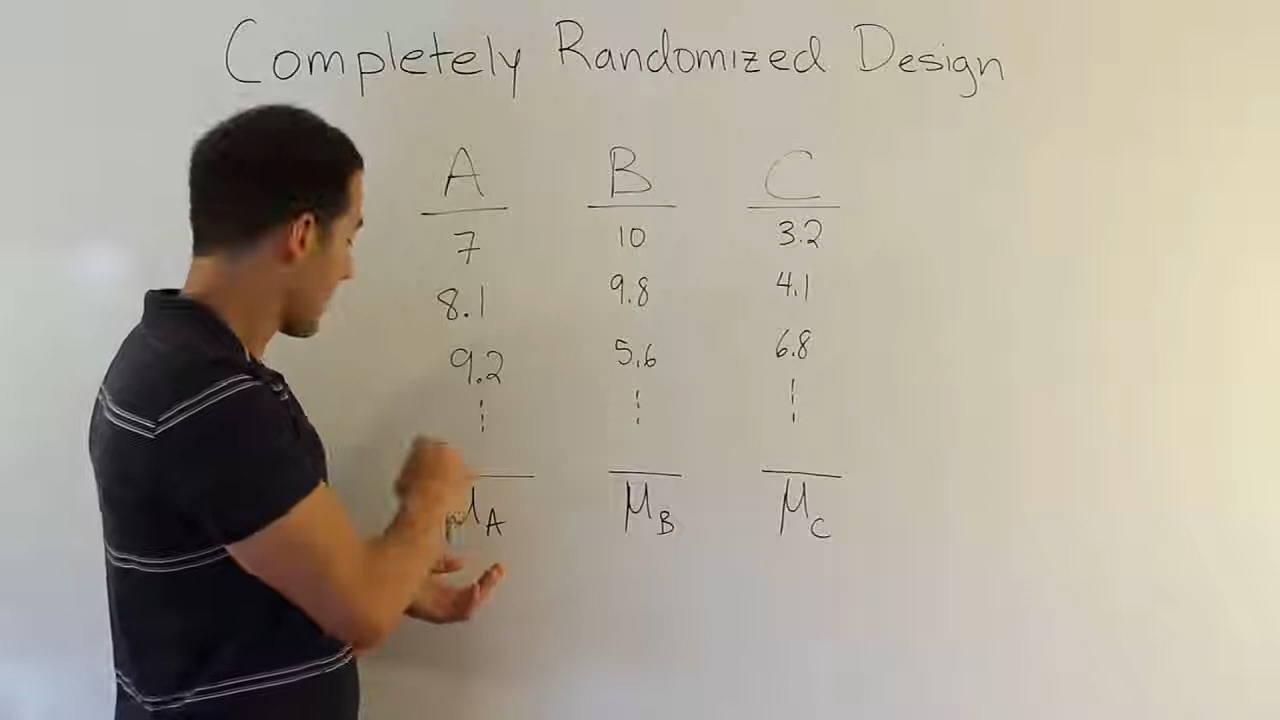 Completely Randomized Design
A B C
7 10 3.2
8.1 9.8 4.1
9.2 5.6 6.8
μA μB μC